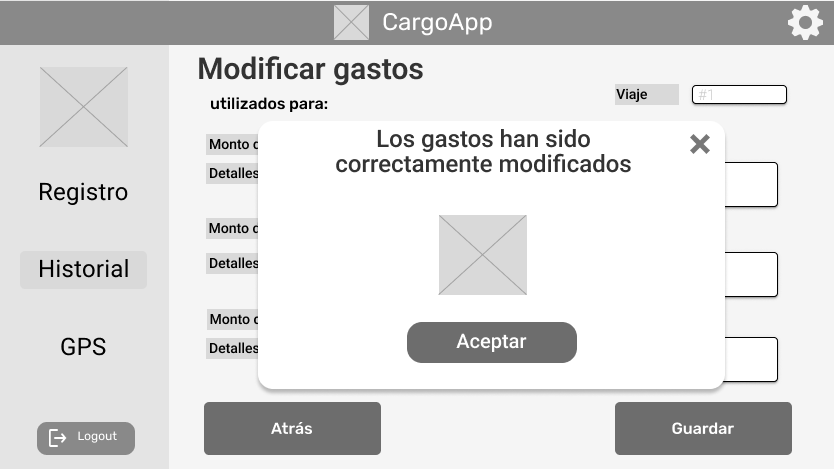 CargoApp
Modificar gastos
utilizados para:
Viaje
#1
Los gastos han sido
correctamente modificados
Monto
Detalles
Registro
Monto
Historial
Detalles
Monto
GPS
Detalles
Aceptar
Atrás
Guardar
Logout